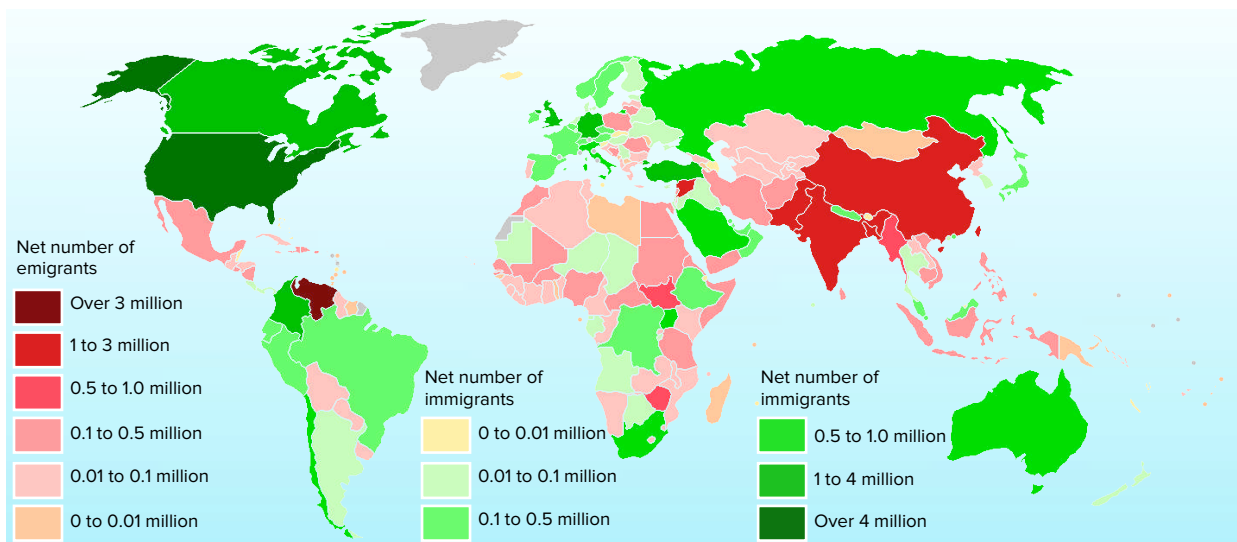 Net number of
emigrants
Over 3 million
1 to 3 million
0.5 to 1.0 million
0.1 to 0.5 million
0.01 to 0.1 million
0 to 0.01 million
Net number of
immigrants
0 to 0.01 million
0.01 to 0.1 million
0.1 to 0.5 million
Net number of
immigrants
0.5 to 1.0 million
1 to 4 million
Over 4 million